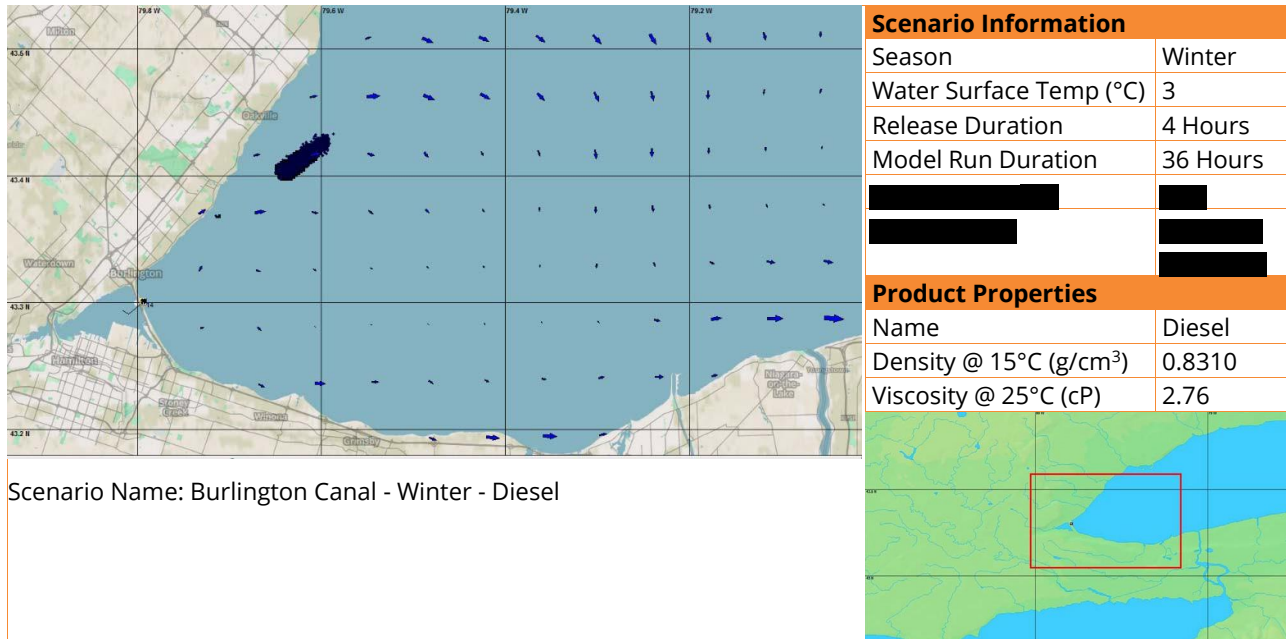 79.8 W
79.6 W
79.4 W
79.2 W
Milton
43.5 N
Oakville
43.4 N
Waterdown
Burlington
43.3 N
14
Hamilton
Stoney
Creek
Winona
Grimsby
Niagara-
on-the-
Lake
43.2 N
Scenario Name: Burlington Canal - Winter - Diesel
Scenario Information
Season Winter
Water Surface Temp (°C) 3
Release Duration 4 Hours
Model Run Duration 36 Hours
Product Properties
Name Diesel
Density @ 15°C (g/cm³) 0.8310
Viscosity @ 25°C (cP) 2.76